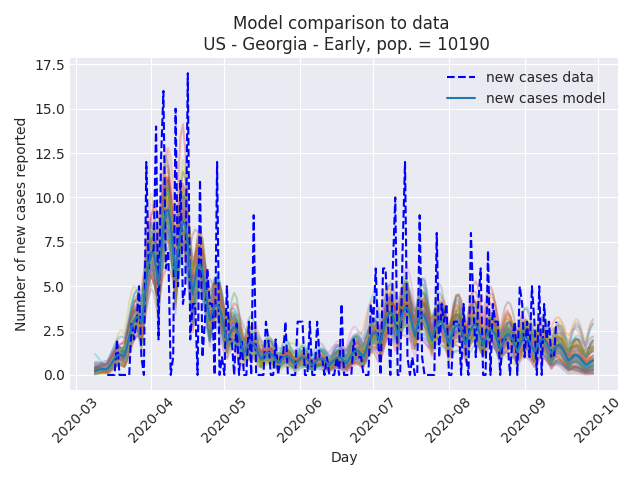 Model comparison to data
US - Georgia - Early, pop. = 10190
new cases data
new cases model
Number of new cases reported
17.5
15.0
12.5
10.0
7.5
5.0
2.5
0.0
2020-03
2020-04
2020-05
2020-06
2020-07
2020-08
2020-09
2020-10
Day